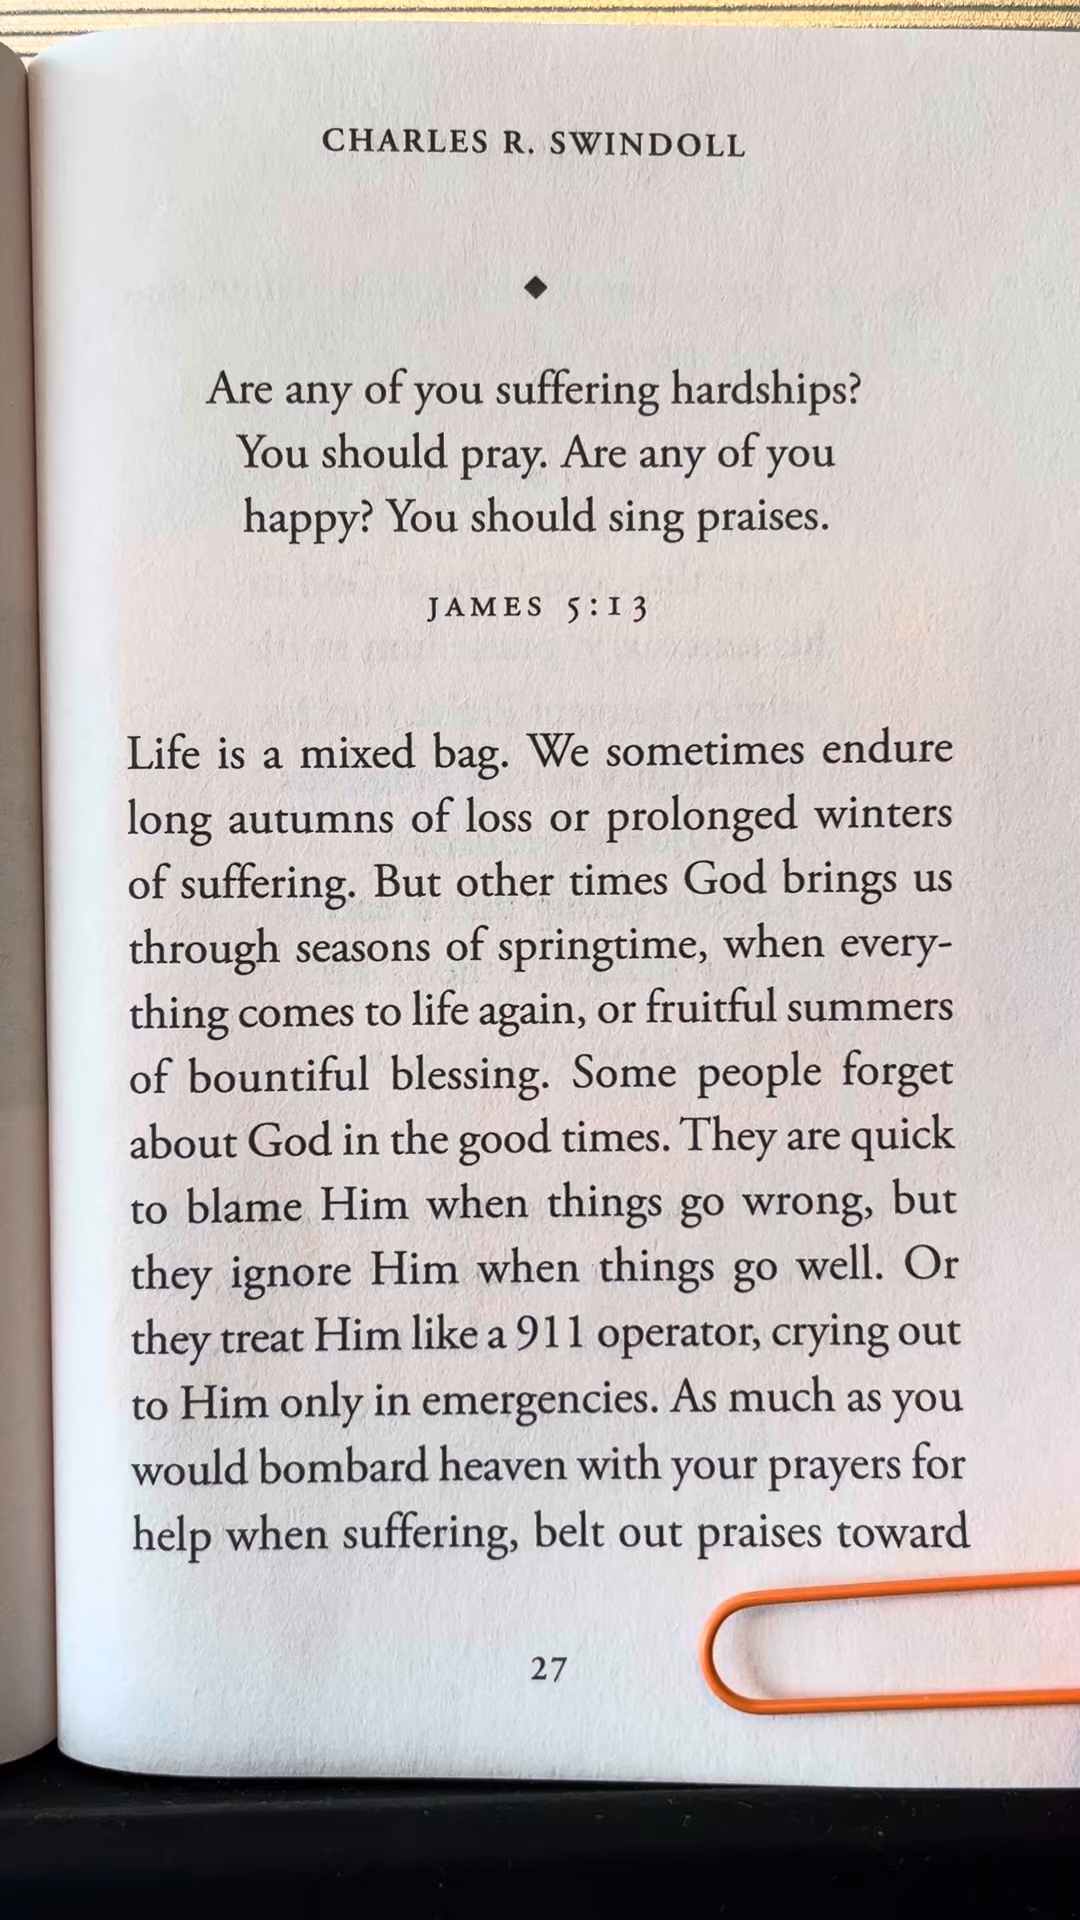 CHARLES R. SWINDOLL
◆
Are any of you suffering hardships?
You should pray. Are any of you
happy? You should sing praises.
JAMES 5:13
Life is a mixed bag. We sometimes endure
long autumns of loss or prolonged winters
of suffering. But other times God brings us
through seasons of springtime, when every-
thing comes to life again, or fruitful summers
of bountiful blessing. Some people forget
about God in the good times. They are quick
to blame Him when things go wrong, but
they ignore Him when things go well. Or
they treat Him like a 911 operator, crying out
to Him only in emergencies. As much as you
would bombard heaven with your prayers for
help when suffering, belt out praises toward
27